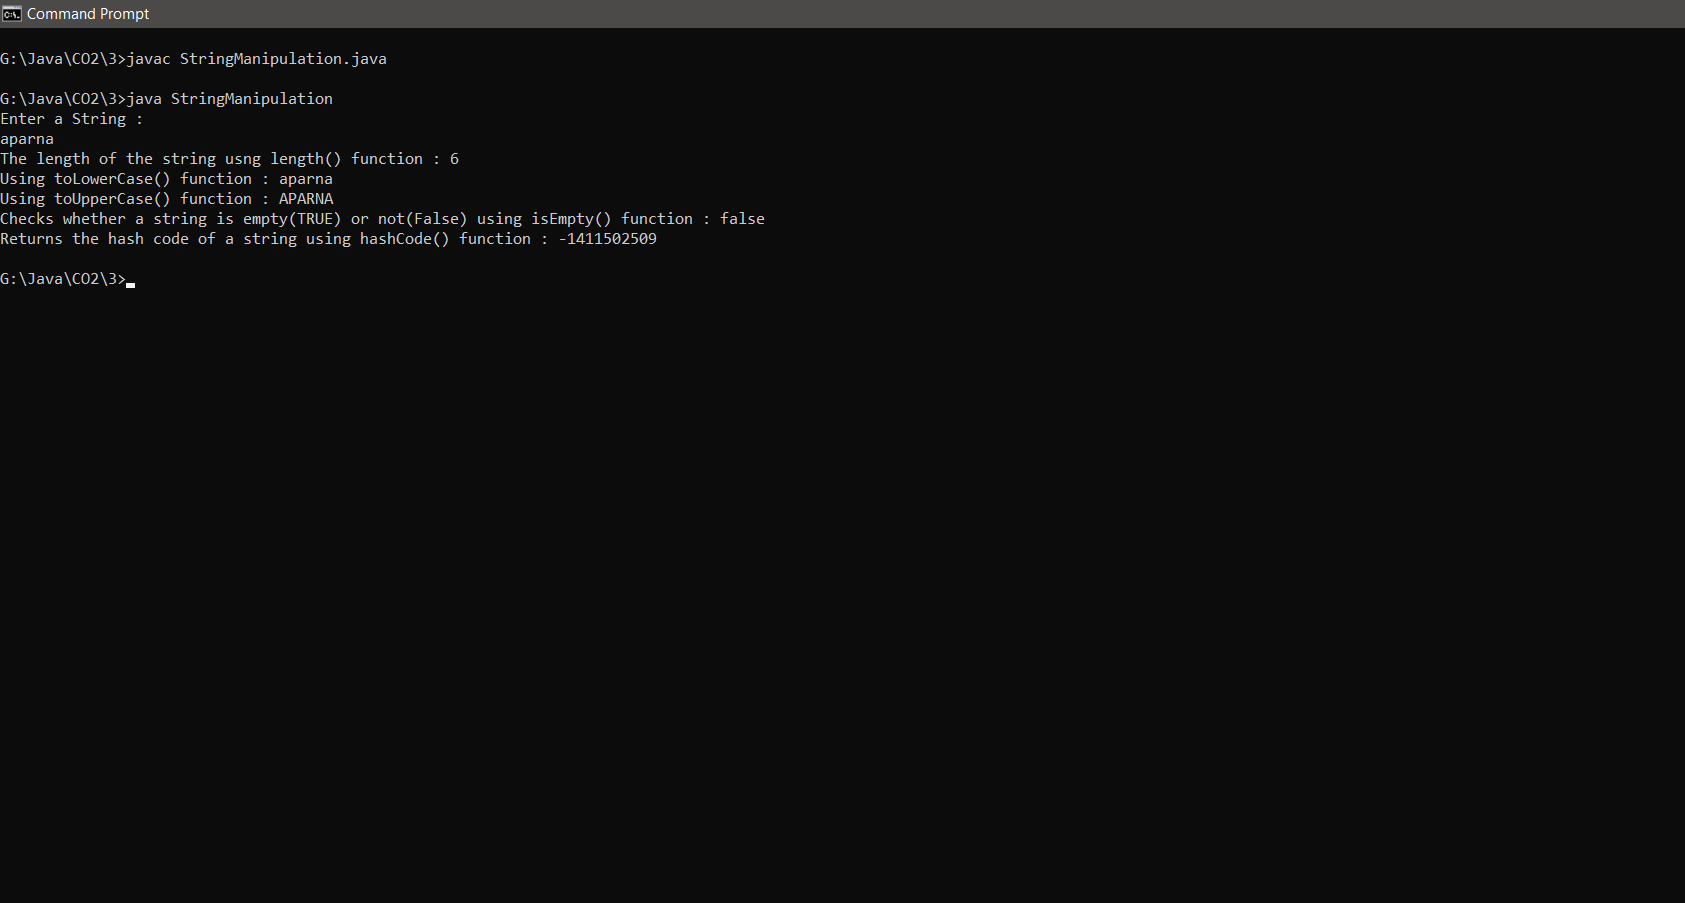 Command Prompt
G:\Java\CO2\3>javac StringManipulation.java
G:\Java\CO2\3>java StringManipulation
Enter a String :
aparna
The length of the string usng length() function : 6
Using toLowerCase() function : aparna
Using toUpperCase() function : APARNA
Checks whether a string is empty(TRUE) or not(False) using isEmpty() function : false
Returns the hash code of a string using hashCode() function : -1411502509
G:\Java\CO2\3>